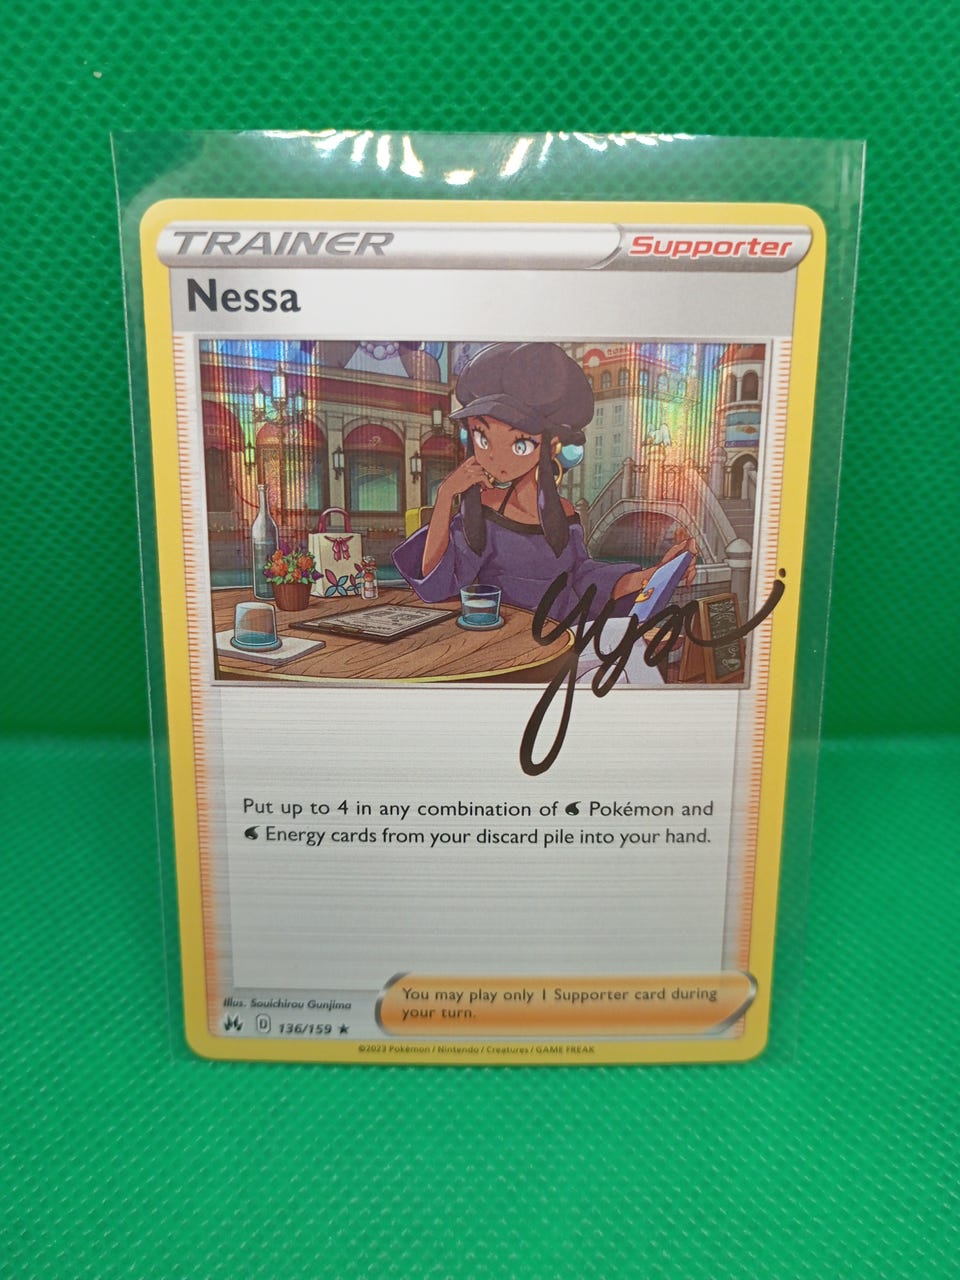 TRAINER
Supporter
Nessa
Put up to 4 in any combination of Pokémon and
Energy cards from your discard pile into your hand.
Illus. Souichirou Gunjima
D 136/159 ★
You may play only 1 Supporter card during
your turn.
©2023 Pokémon / Nintendo / Creatures / GAME FREAK